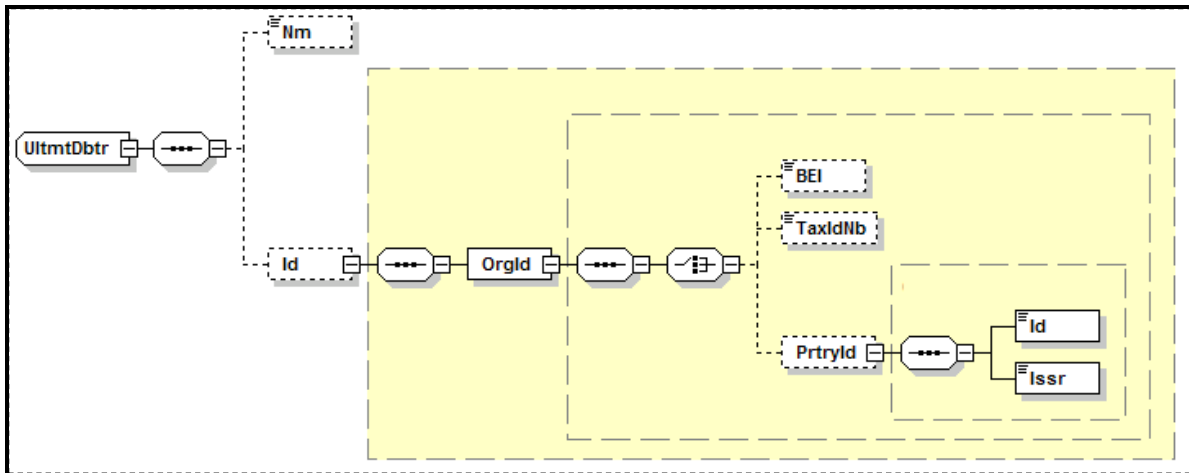 Nm
UltmtDbtr
BEI
TaxIdNb
Id
OrgId
Id
PrtryId
Issr